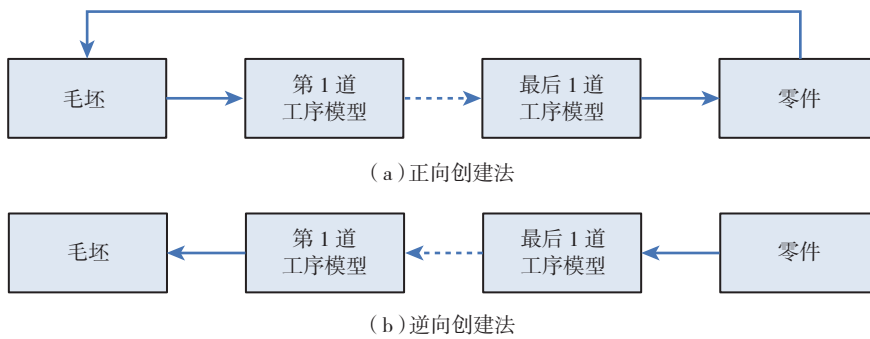 毛坯
第 1 道
工序模型
最后 1 道
工序模型
零件
（a）正向创建法
毛坯
第 1 道
工序模型
最后 1 道
工序模型
零件
（b）逆向创建法